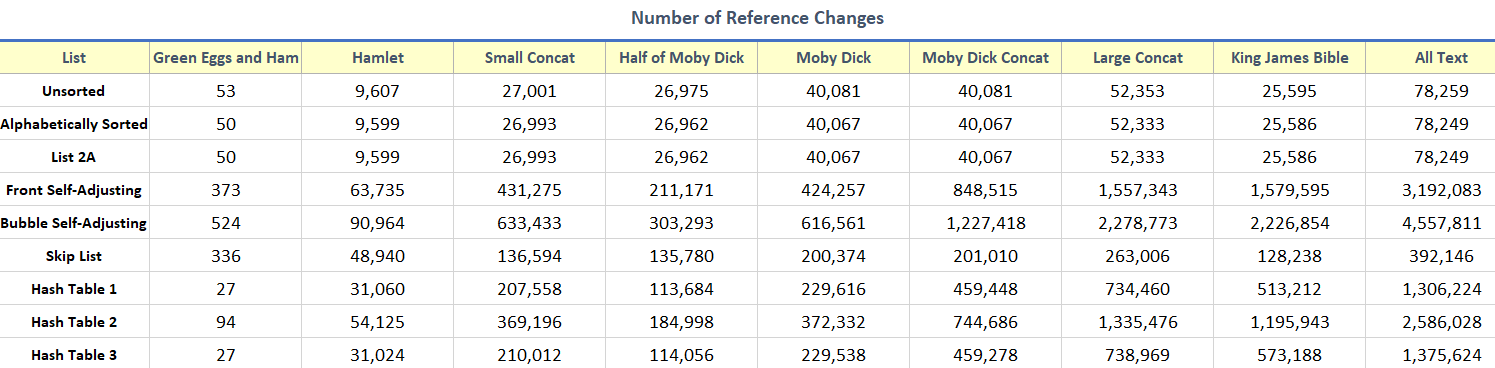 Number of Reference Changes
List Green Eggs and Ham Hamlet Small Concat Half of Moby Dick Moby Dick Moby Dick Concat Large Concat King James Bible All Text
Unsorted 53 9,607 27,001 26,975 40,081 40,081 52,353 25,595 78,259
Alphabetically Sorted 50 9,599 26,993 26,962 40,067 40,067 52,333 25,586 78,249
List 2A 50 9,599 26,993 26,962 40,067 40,067 52,333 25,586 78,249
Front Self-Adjusting 373 63,735 431,275 211,171 424,257 848,515 1,557,343 1,579,595 3,192,083
Bubble Self-Adjusting 524 90,964 633,433 303,293 616,561 1,227,418 2,278,773 2,226,854 4,557,811
Skip List 336 48,940 136,594 135,780 200,374 201,010 263,006 128,238 392,146
Hash Table 1 27 31,060 207,558 113,684 229,616 459,448 734,460 513,212 1,306,224
Hash Table 2 94 54,125 369,196 184,998 372,332 744,686 1,335,476 1,195,943 2,586,028
Hash Table 3 27 31,024 210,012 114,056 229,538 459,278 738,969 573,188 1,375,624